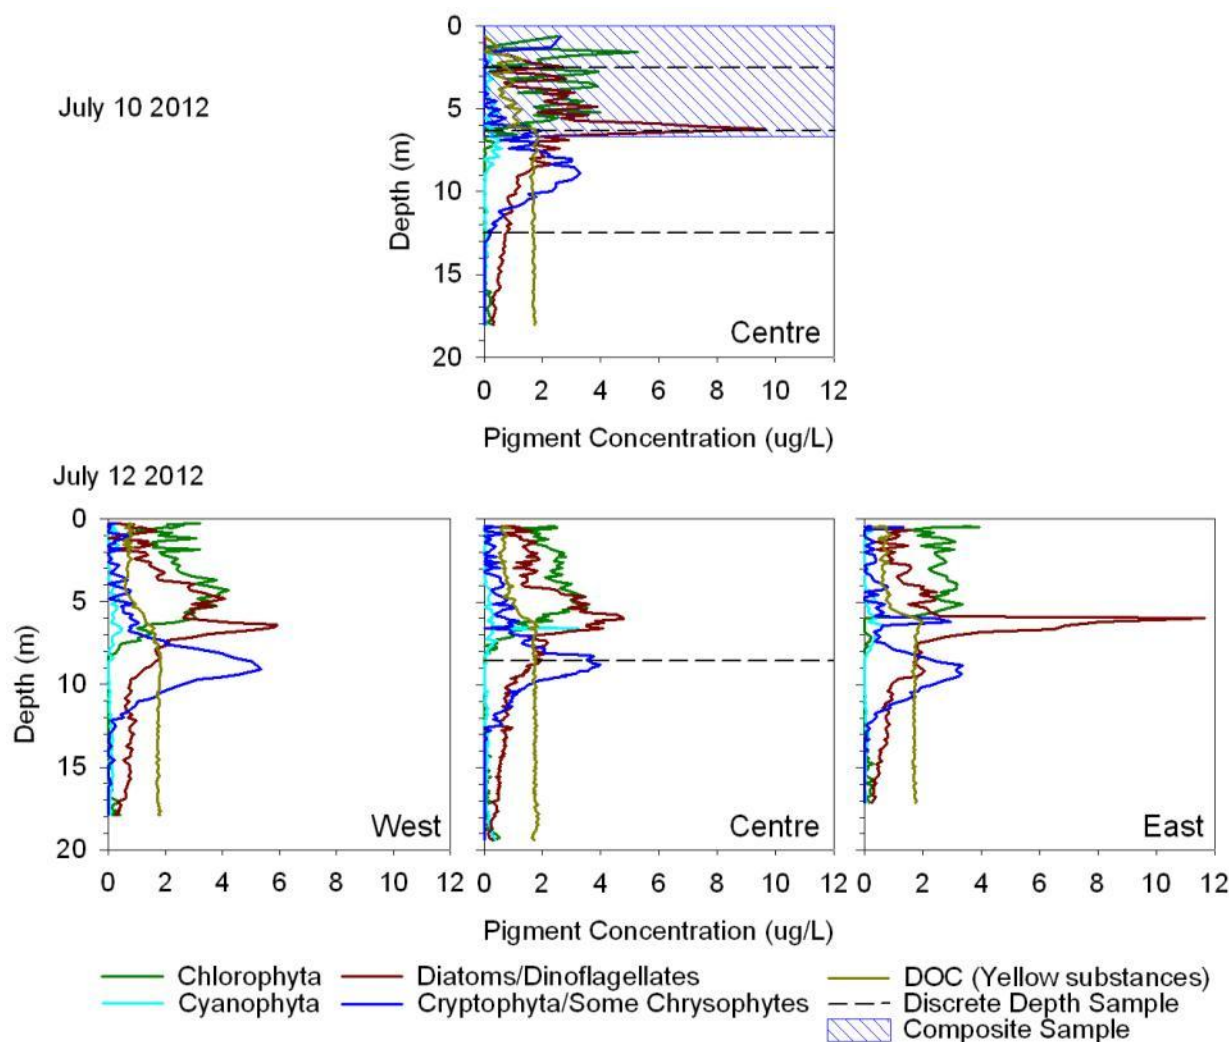 July 10 2012
0
5
10
15
20
Depth (m)
Centre
0 2 4 6 8 10 12
Pigment Concentration (ug/L)
July 12 2012
0
5
10
15
20
Depth (m)
West
Centre
East
0 2 4 6 8 10 12
0 2 4 6 8 10 12
0 2 4 6 8 10 12
Pigment Concentration (ug/L)
Chlorophyta
Diatoms/Dinoflagellates
DOC (Yellow substances)
Cyanophyta
Cryptophyta/Some Chrysophytes
Discrete Depth Sample
Composite Sample